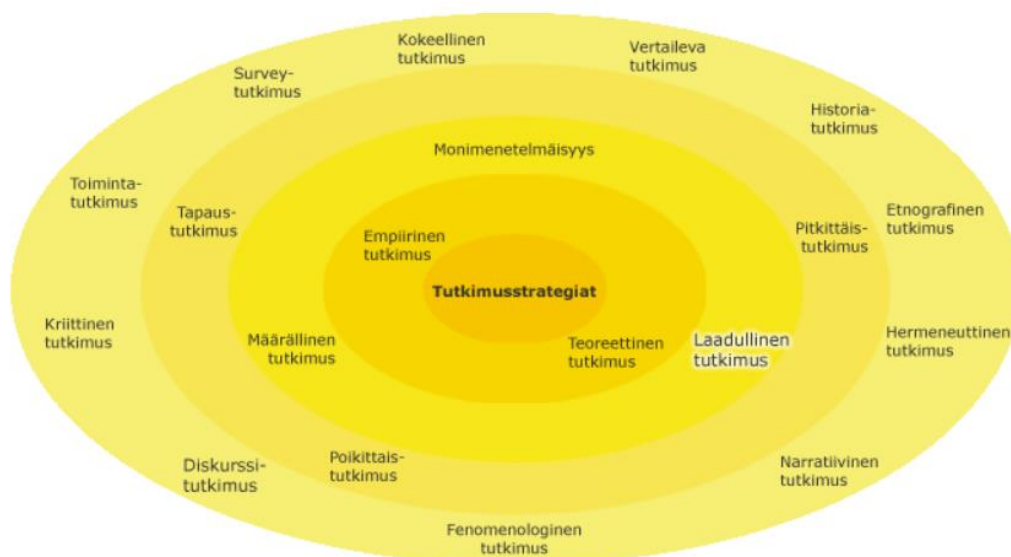 Kokeellinen
tutkimus
Vertaileva
tutkimus
Survey-
tutkimus
Historia-
tutkimus
Monimenetelmäisyys
Toiminta-
tutkimus
Tapaus-
tutkimus
Empiirinen
tutkimus
Pitkittäis-
tutkimus
Etnografinen
tutkimus
Tutkimusstrategiat
Kriittinen
tutkimus
Määrällinen
tutkimus
Teoreettinen
tutkimus
Laadullinen
tutkimus
Hermeneuttinen
tutkimus
Diskurssi-
tutkimus
Poikittais-
tutkimus
Narratiivinen
tutkimus
Fenomenologinen
tutkimus